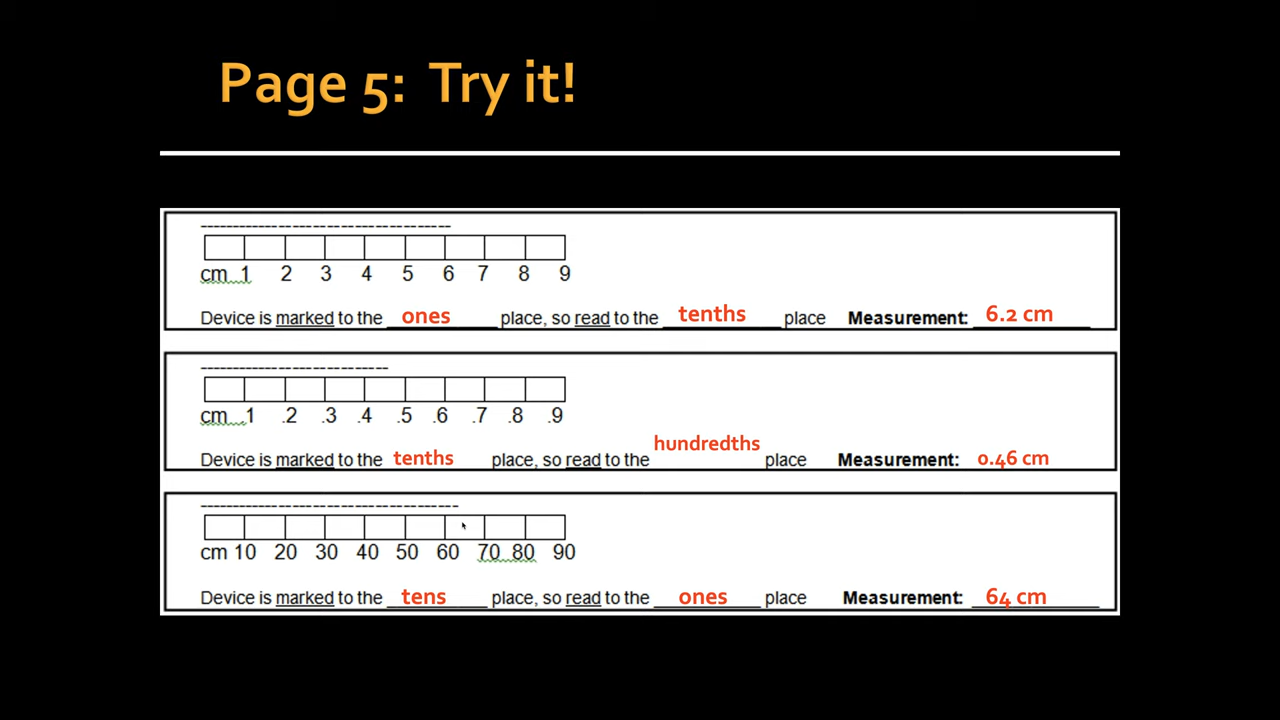 Page 5: Try it!
cm 1 2 3 4 5 6 7 8 9
Device is marked to the ones place, so read to the tenths place Measurement: 6.2 cm
cm .1 .2 .3 .4 .5 .6 .7 .8 .9
Device is marked to the tenths place, so read to the hundredths place Measurement: 0.46 cm
cm 10 20 30 40 50 60 70 80 90
Device is marked to the tens place, so read to the ones place Measurement: 64 cm